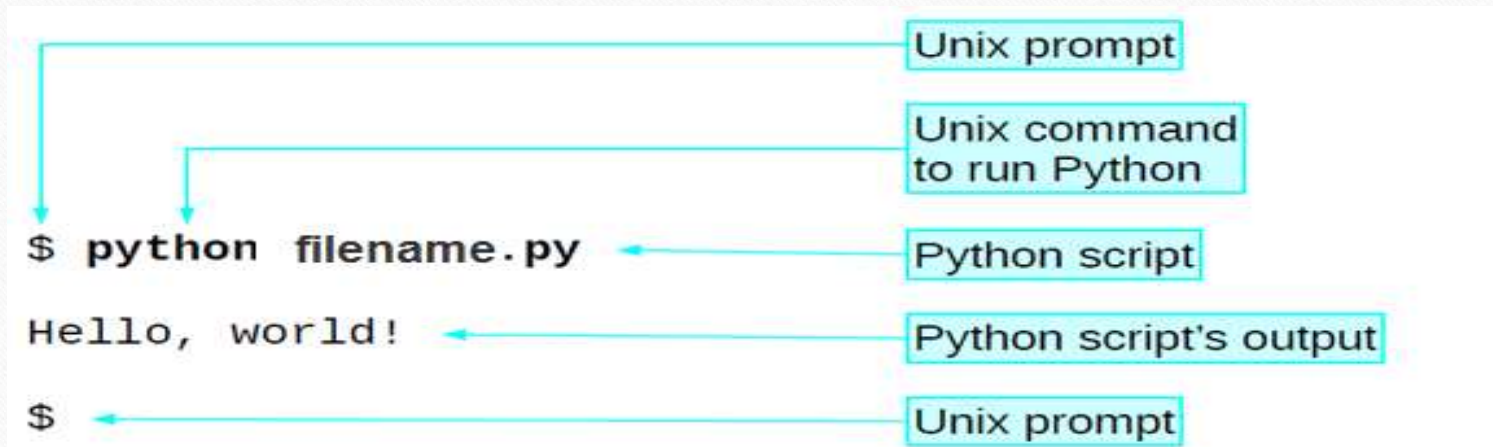 Unix prompt
Unix command
to run Python
$ python filename.py
Python script
Hello, world!
Python script's output
$
Unix prompt